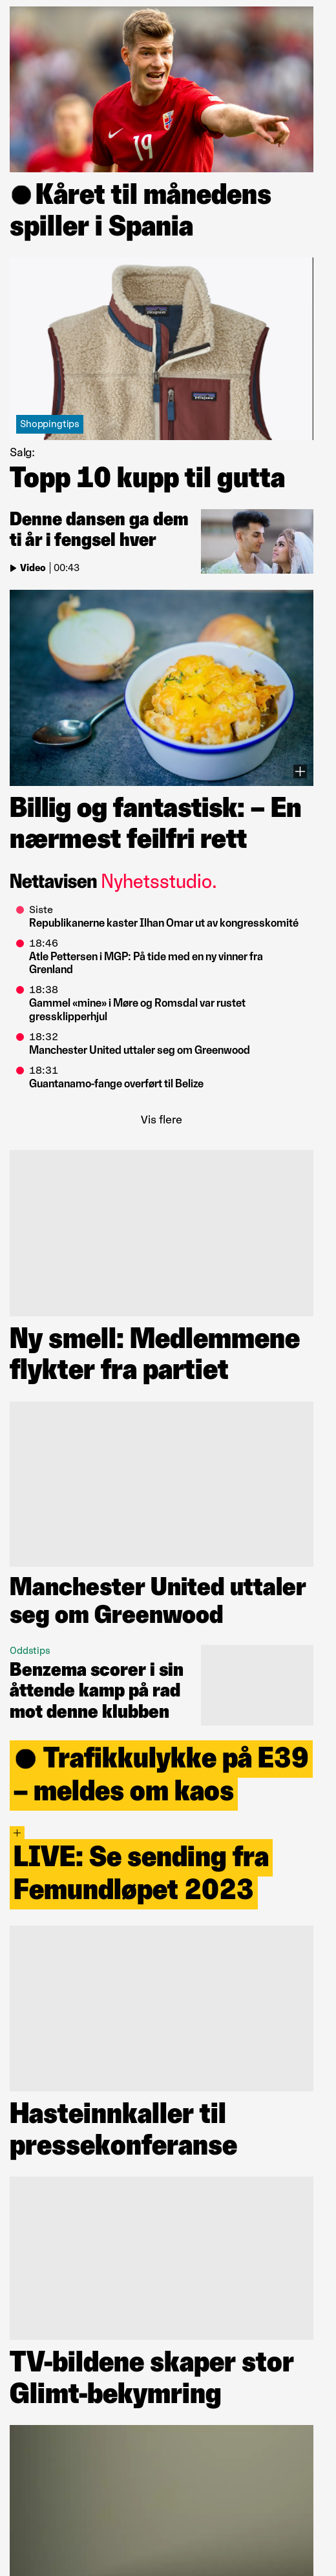 19
Kåret til månedens
spiller i Spania
Shoppingtips
Salg:
Topp 10 kupp til gutta
Denne dansen ga dem
ti år i fengsel hver
Video | 00:43
Billig og fantastisk: – En
nærmest feilfri rett
Nettavisen Nyhetsstudio.
Siste
Republikanerne kaster Ilhan Omar ut av kongresskomité
18:46
Atle Pettersen i MGP: På tide med en ny vinner fra
Grenland
18:38
Gammel «mine» i Møre og Romsdal var rustet
gressklipperhjul
18:32
Manchester United uttaler seg om Greenwood
18:31
Guantanamo-fange overført til Belize
Vis flere
Ny smell: Medlemmene
flykter fra partiet
Manchester United uttaler
seg om Greenwood
Oddstips
Benzema scorer i sin
åttende kamp på rad
mot denne klubben
Trafikkulykke på E39
– meldes om kaos
LIVE: Se sending fra
Femundløpet 2023
Hasteinnkaller til
pressekonferanse
TV-bildene skaper stor
Glimt-bekymring